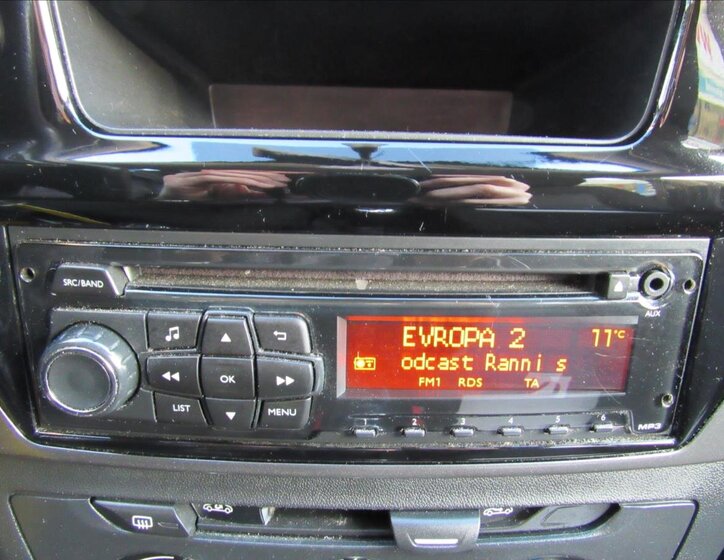 SRC/BAND
AUX
EVROPA 2 11°C
odcast Ranni s
FM1 RDS TA
OK
LIST
MENU
1 2 3 4 5 6
MP3